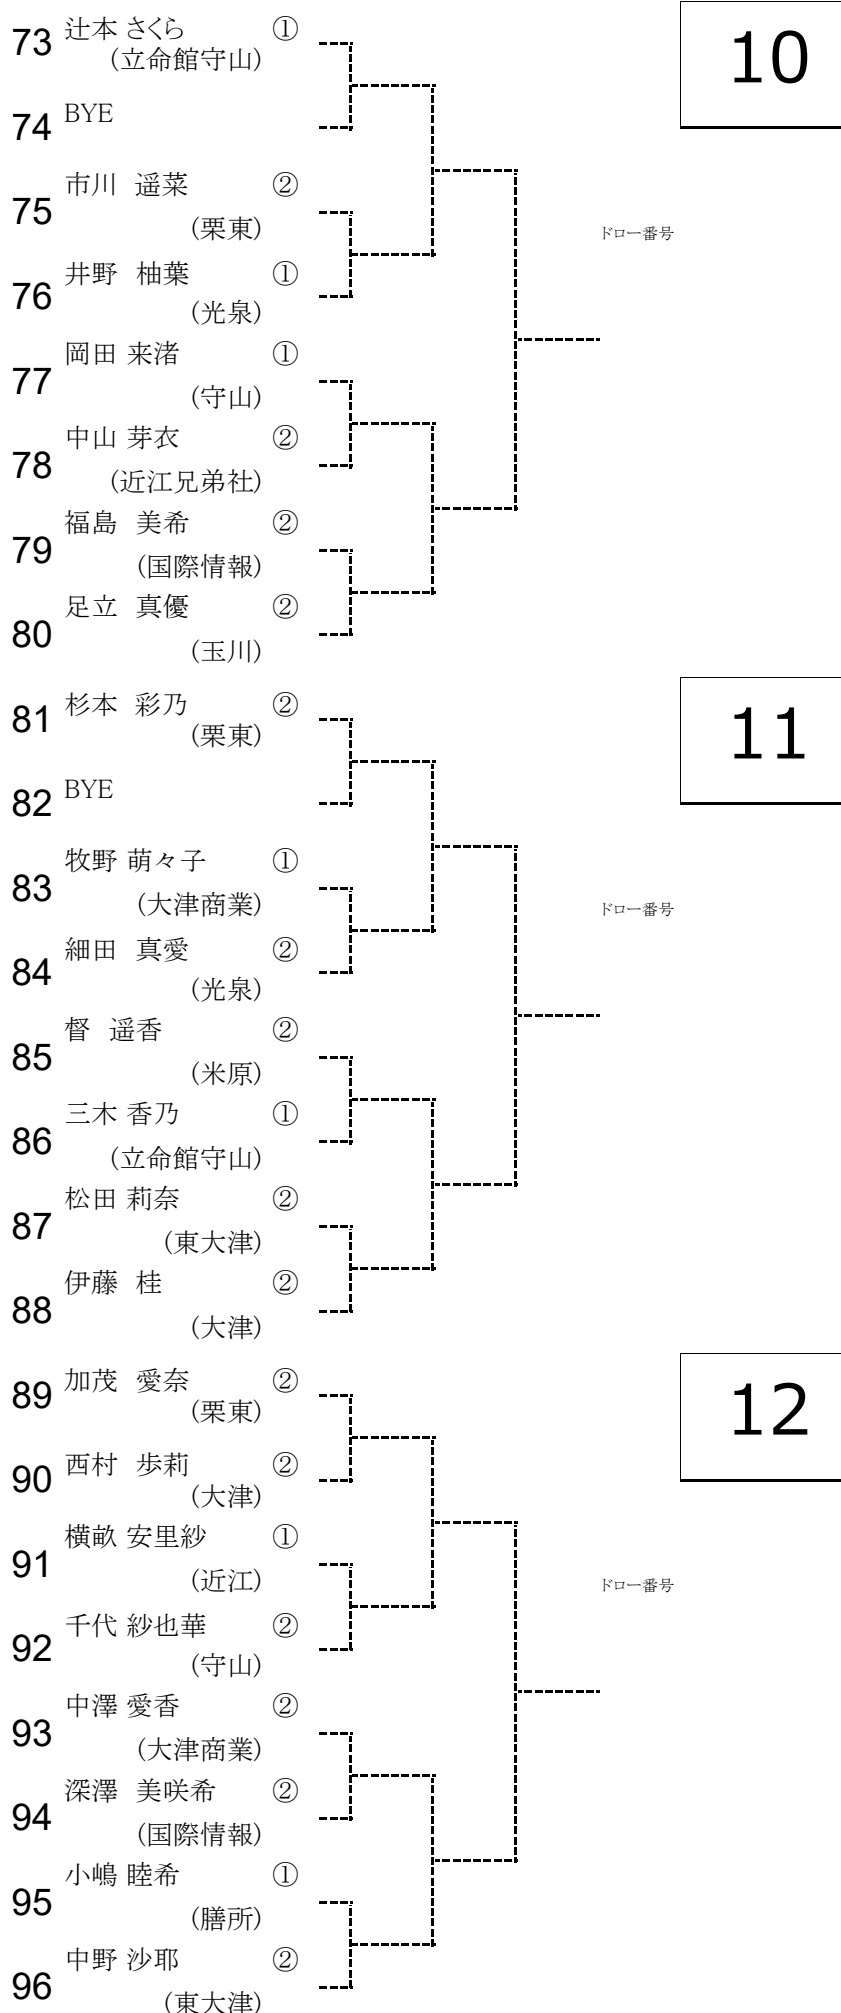 73 辻本 さくら ①
(立命館守山)
10
74 BYE
75 市川 遥菜 ②
(栗東)
ドロー番号
76 井野 柚葉 ①
(光泉)
77 岡田 来渚 ①
(守山)
78 中山 芽衣 ②
(近江兄弟社)
79 福島 美希 ②
(国際情報)
80 足立 真優 ②
(玉川)
81 杉本 彩乃 ②
(栗東)
11
82 BYE
83 牧野 萌々子 ①
(大津商業)
ドロー番号
84 細田 真愛 ②
(光泉)
85 督 遥香 ②
(米原)
86 三木 香乃 ①
(立命館守山)
87 松田 莉奈 ②
(東大津)
88 伊藤 桂 ②
(大津)
89 加茂 愛奈 ②
(栗東)
12
90 西村 歩莉 ②
(大津)
91 横畝 安里紗 ①
(近江)
ドロー番号
92 千代 紗也華 ②
(守山)
93 中澤 愛香 ②
(大津商業)
94 深澤 美咲希 ②
(国際情報)
95 小嶋 睦希 ①
(膳所)
96 中野 沙耶 ②
(東大津)